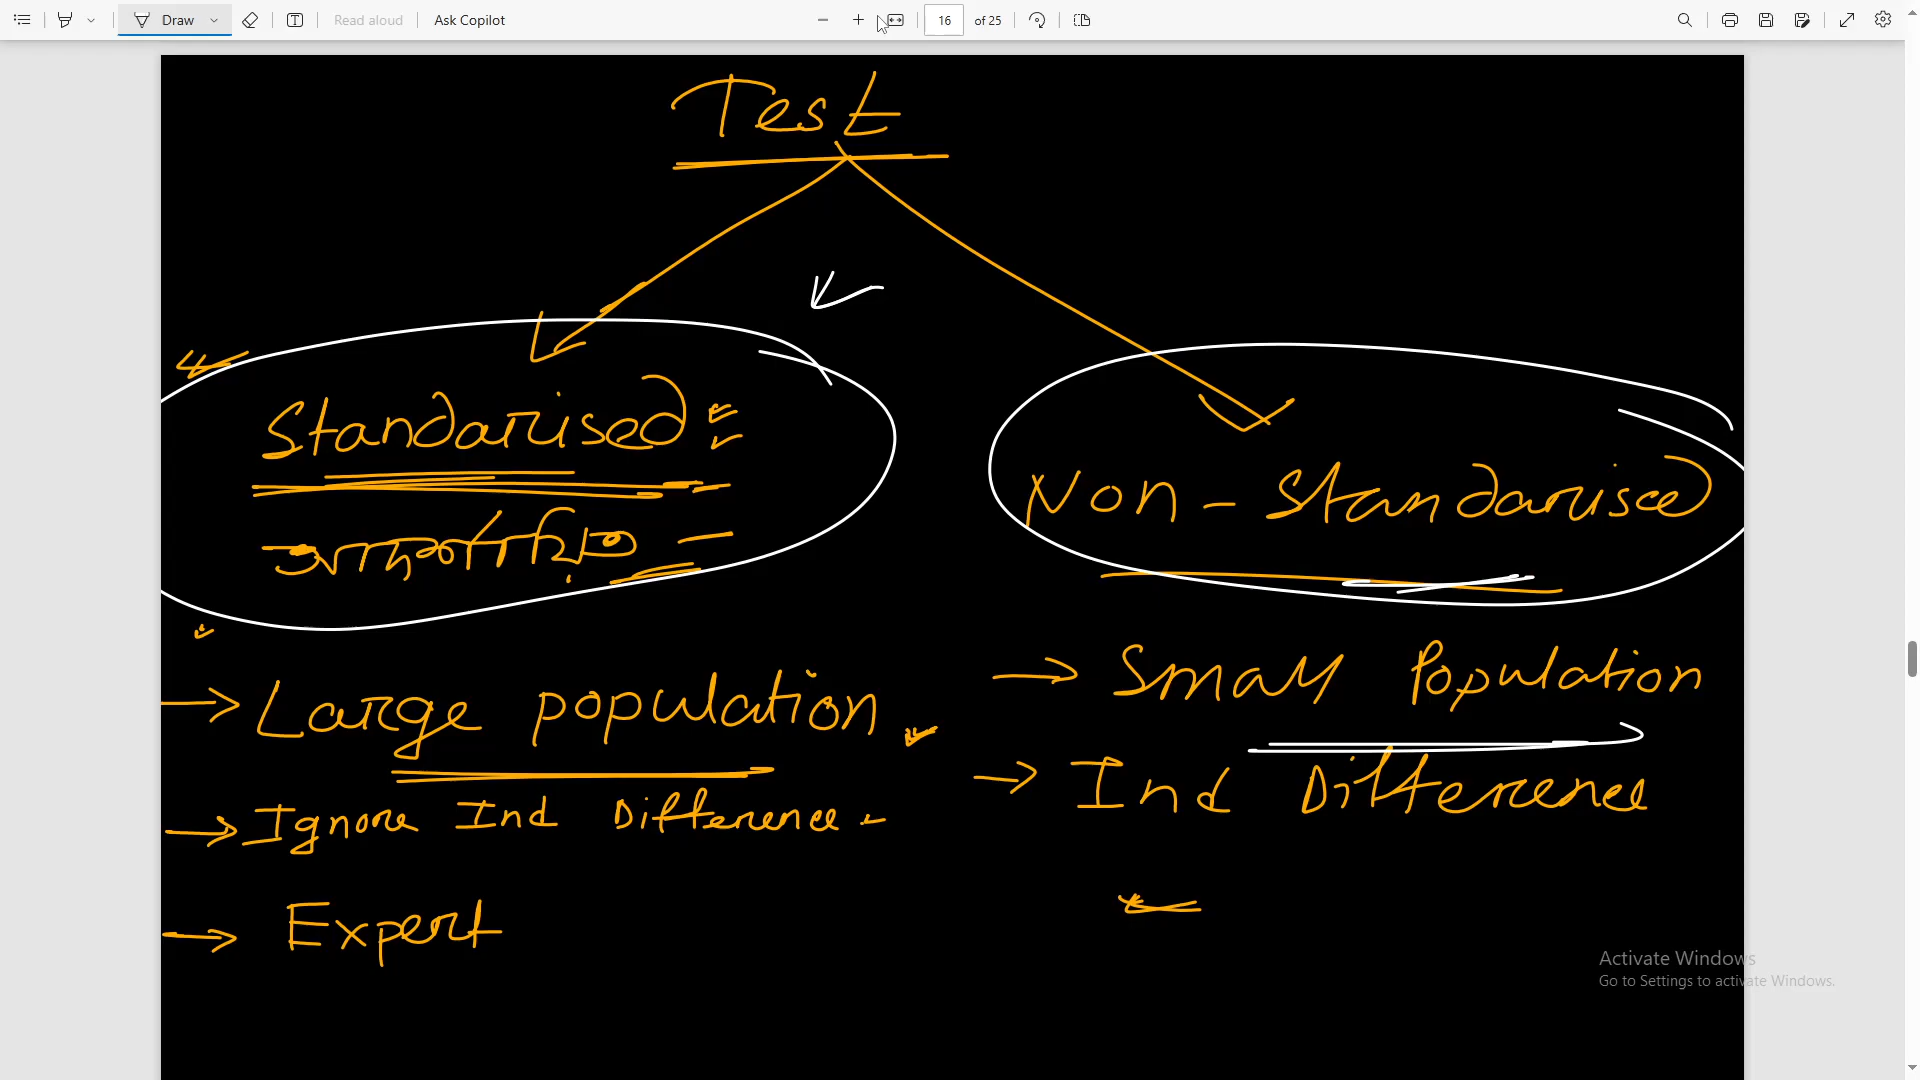 Draw
Read aloud
Ask Copilot
16 of 25
Test
Standarised
Non - Standarised
→ Large population
→ Ignore Ind Difference
→ Expert
→ Small Population
→ Ind Difference
Activate Windows
Go to Settings to activate Windows.